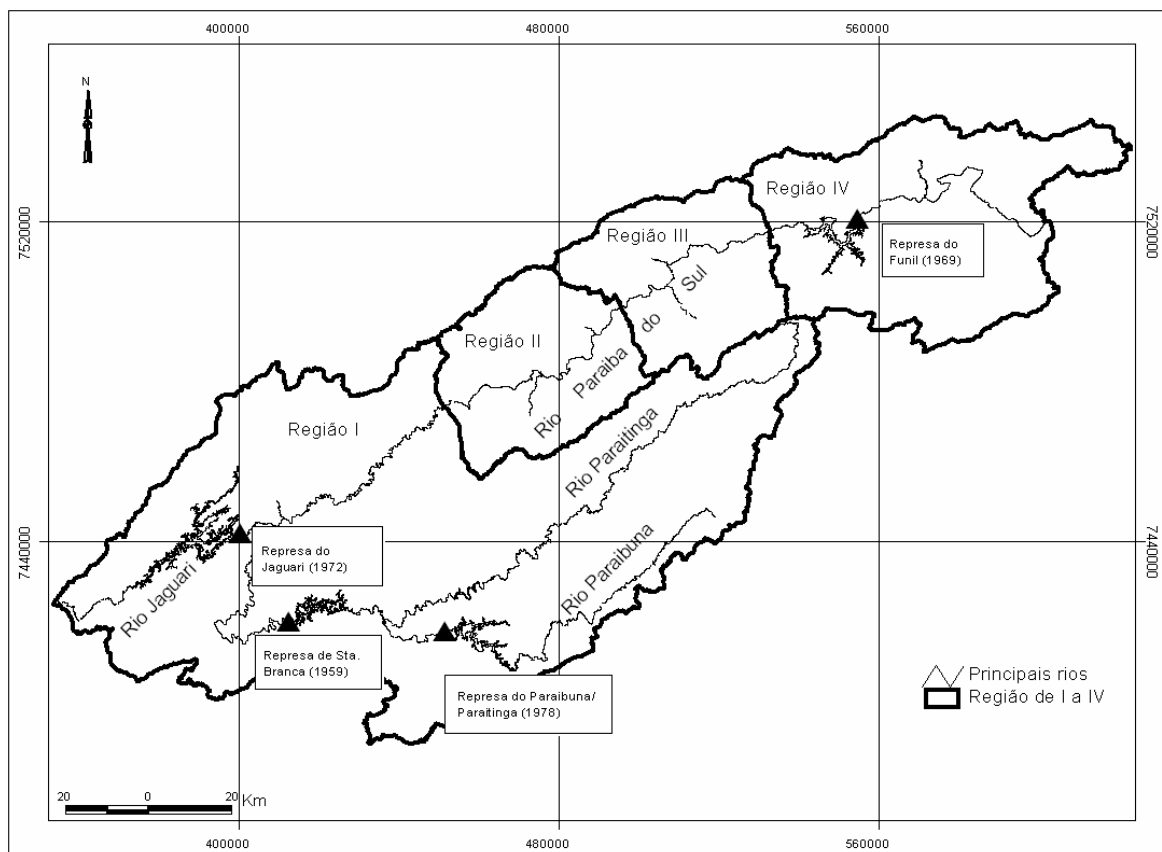 400000
480000
560000
N
Região IV
7520000
7520000
Região III
Represa do
Funil (1969)
Rio Paraiba do Sul
Região II
Região I
Rio Paraitinga
7440000
7440000
Represa do
Jaguari (1972)
Rio Jaguari
Rio Paraibuna
Represa de Sta.
Branca (1959)
Represa do Paraibuna/
Paraitinga (1978)
Principais rios
Região de I a IV
20 0 20 Km
400000
480000
560000